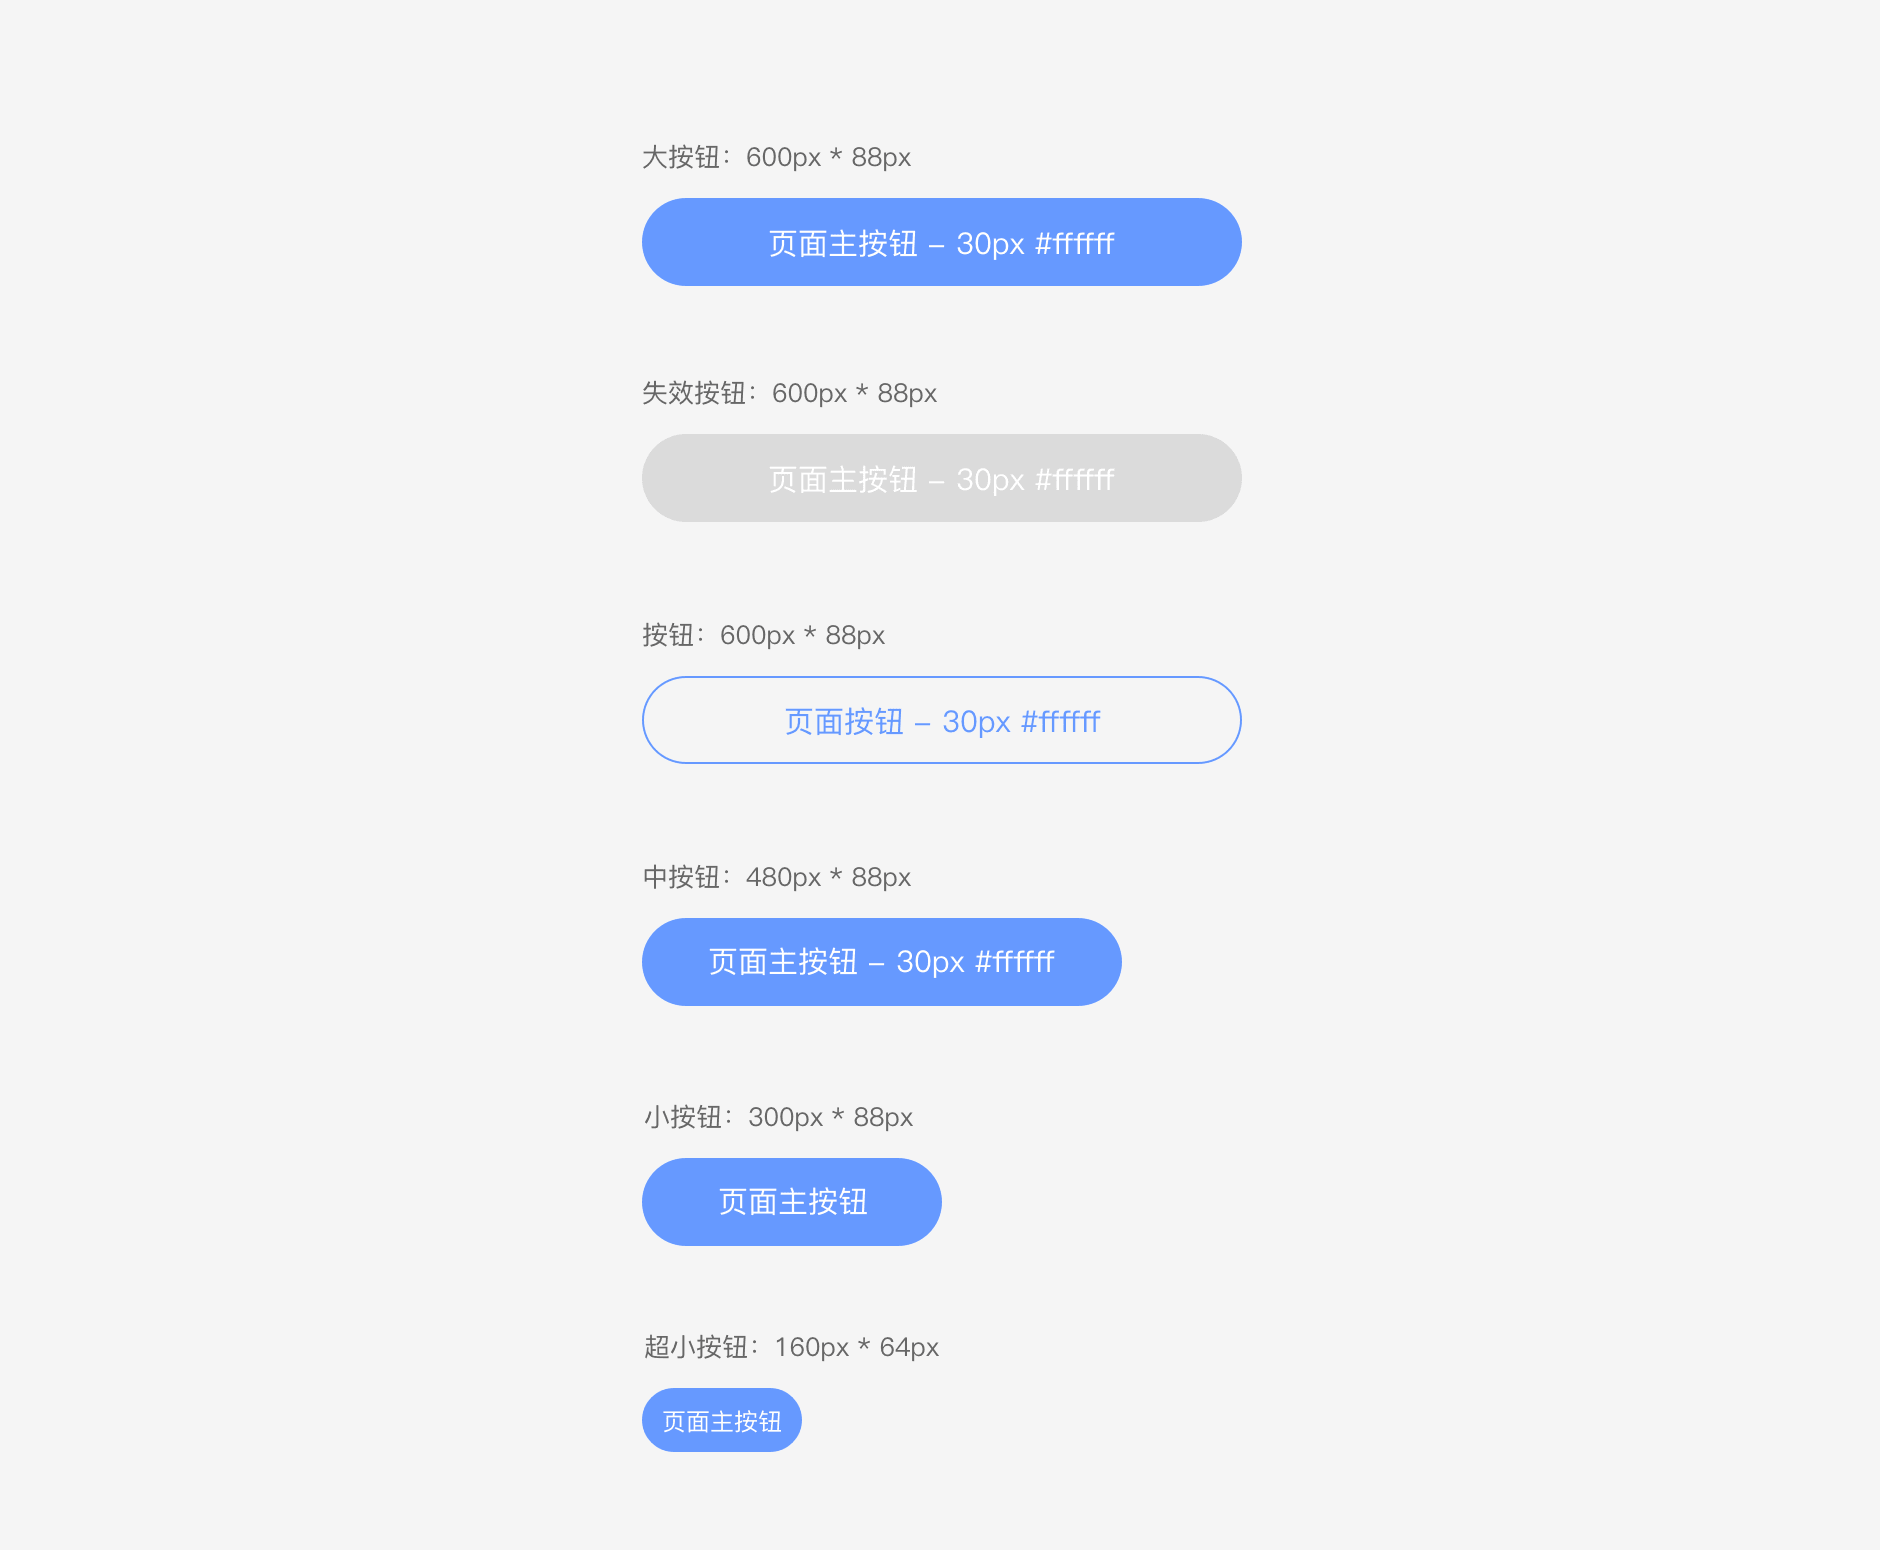 大按钮：600px * 88px
页面主按钮 – 30px #ffffff
失效按钮：600px * 88px
页面主按钮 – 30px #ffffff
按钮：600px * 88px
页面按钮 – 30px #ffffff
中按钮：480px * 88px
页面主按钮 – 30px #ffffff
小按钮：300px * 88px
页面主按钮
超小按钮：160px * 64px
页面主按钮